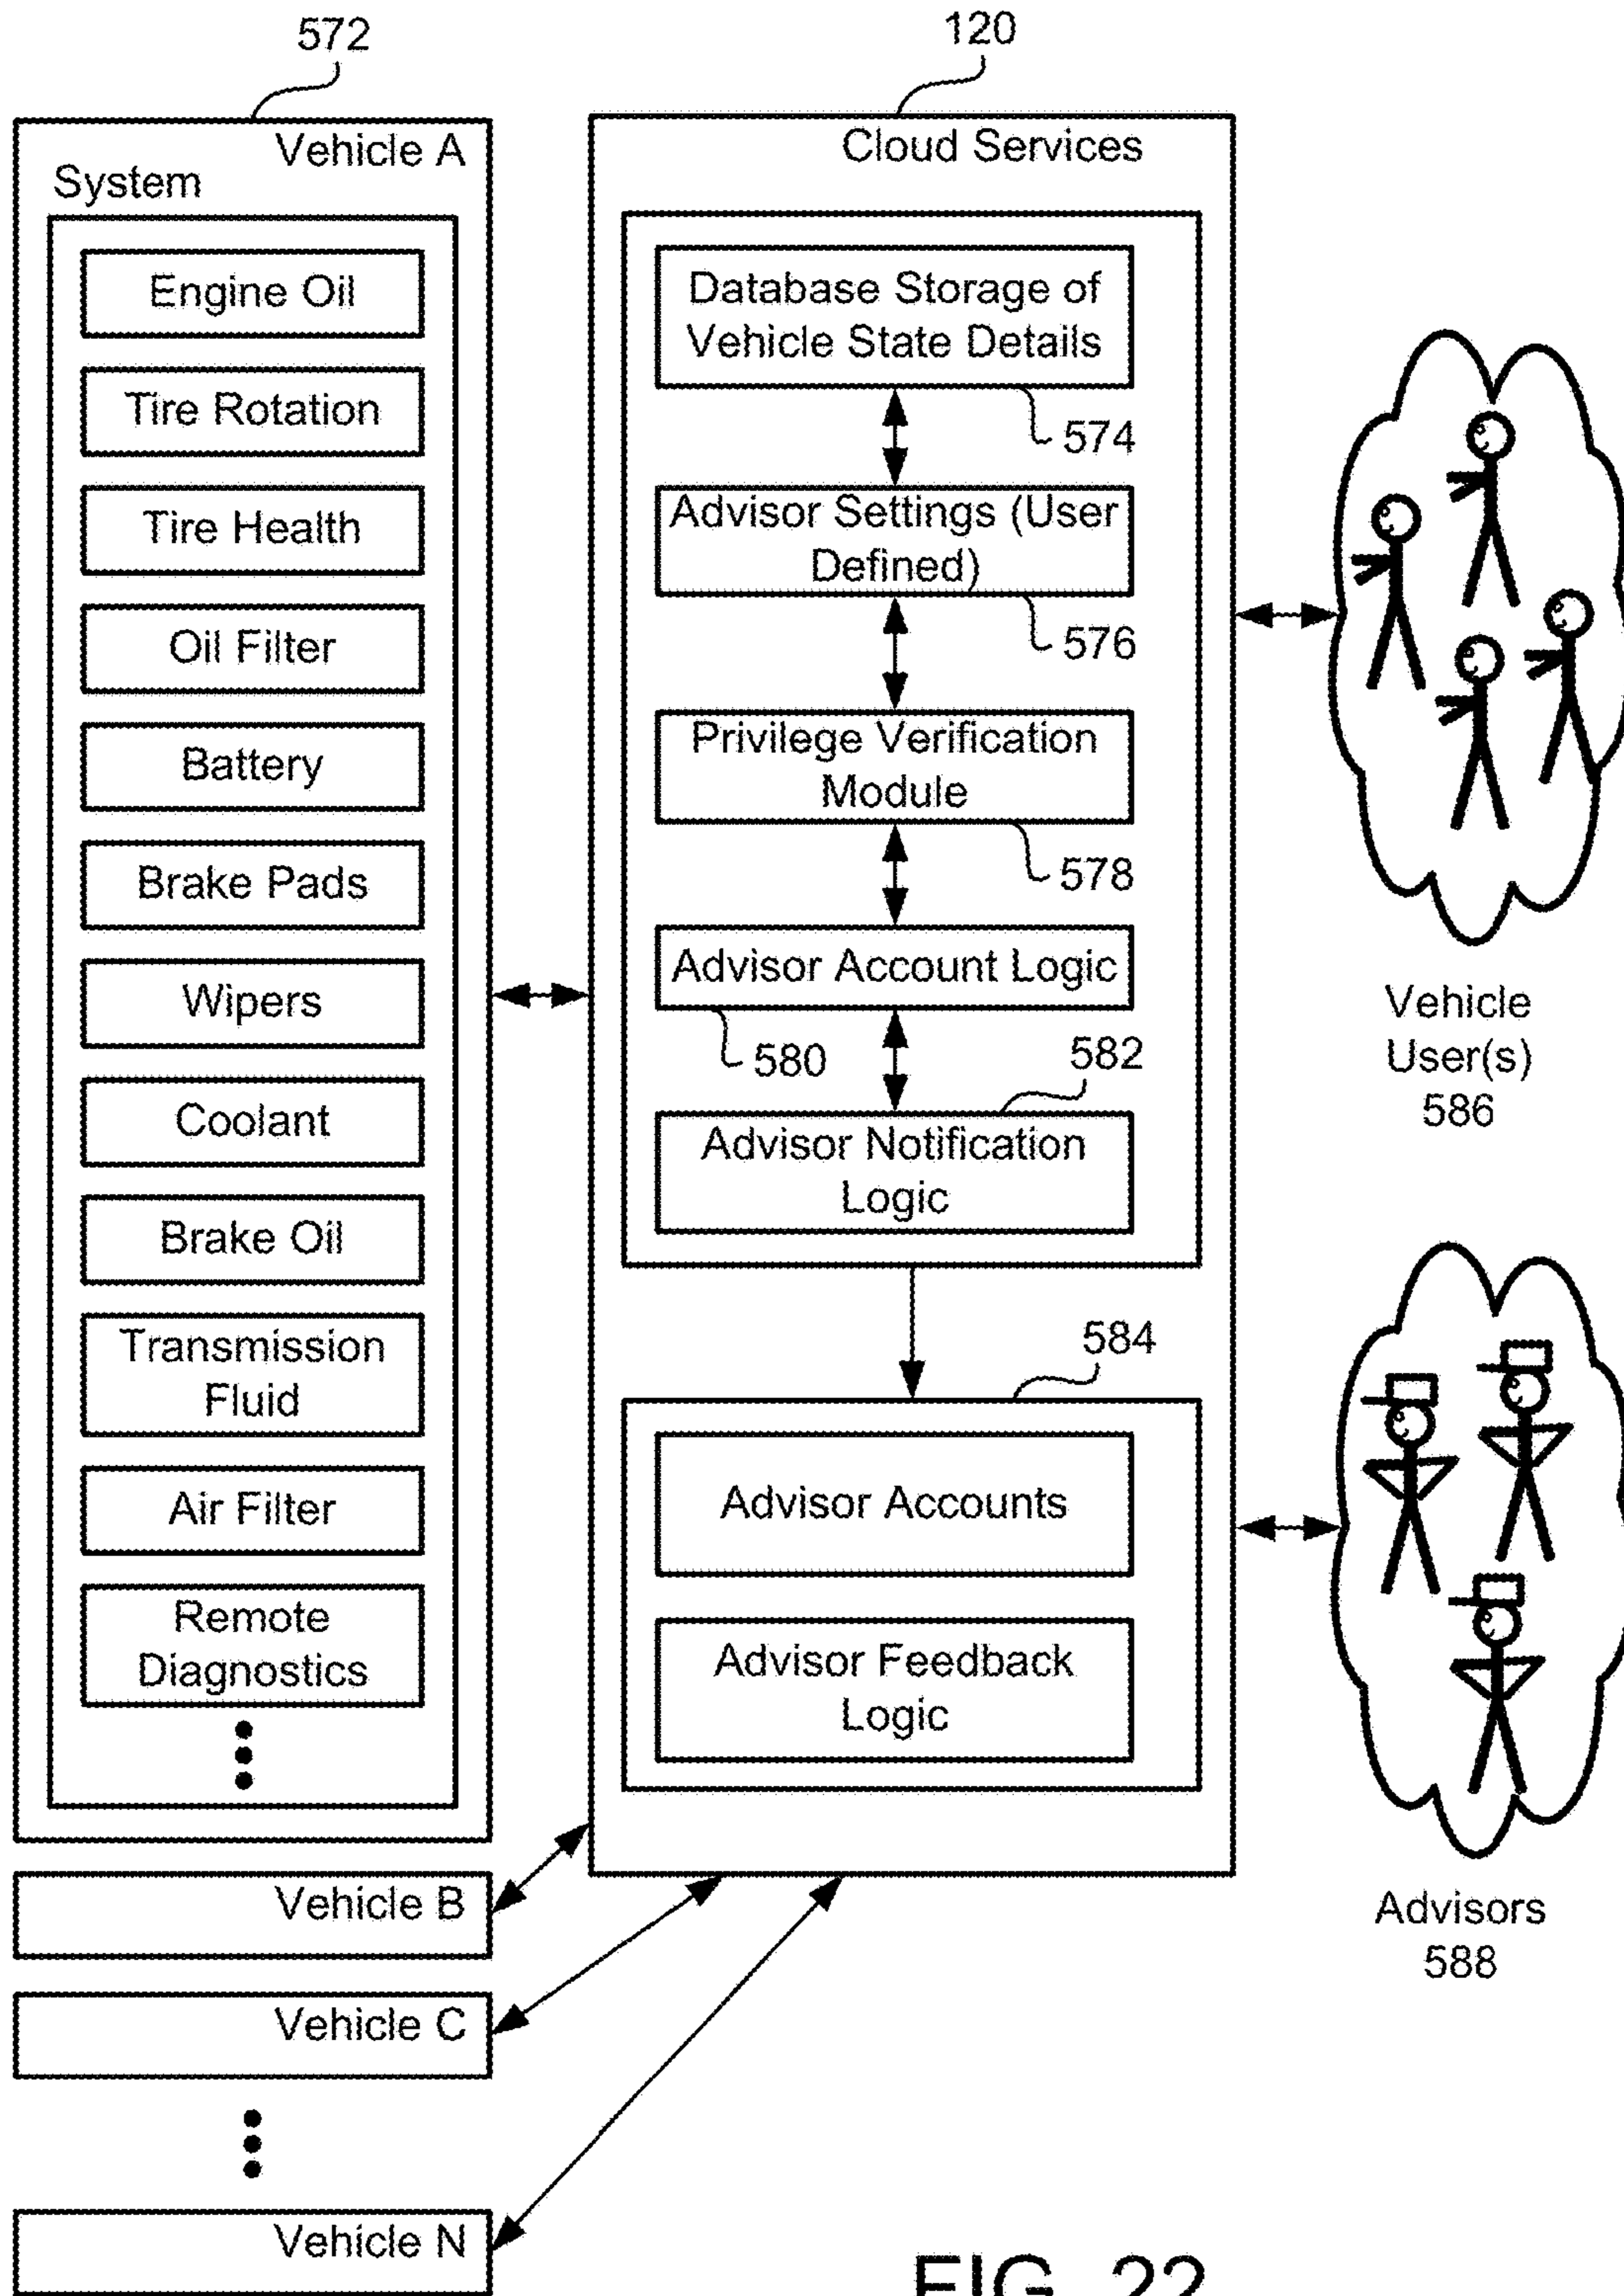 572
120
Vehicle A
System
Engine Oil
Tire Rotation
Tire Health
Oil Filter
Battery
Brake Pads
Wipers
Coolant
Brake Oil
Transmission
Fluid
Air Filter
Remote
Diagnostics
Vehicle B
Vehicle C
Vehicle N
Cloud Services
Database Storage of
Vehicle State Details
574
Advisor Settings (User
Defined)
576
Privilege Verification
Module
578
Advisor Account Logic
580
582
Advisor Notification
Logic
584
Advisor Accounts
Advisor Feedback
Logic
Vehicle
User(s)
586
Advisors
588
FIG. 22